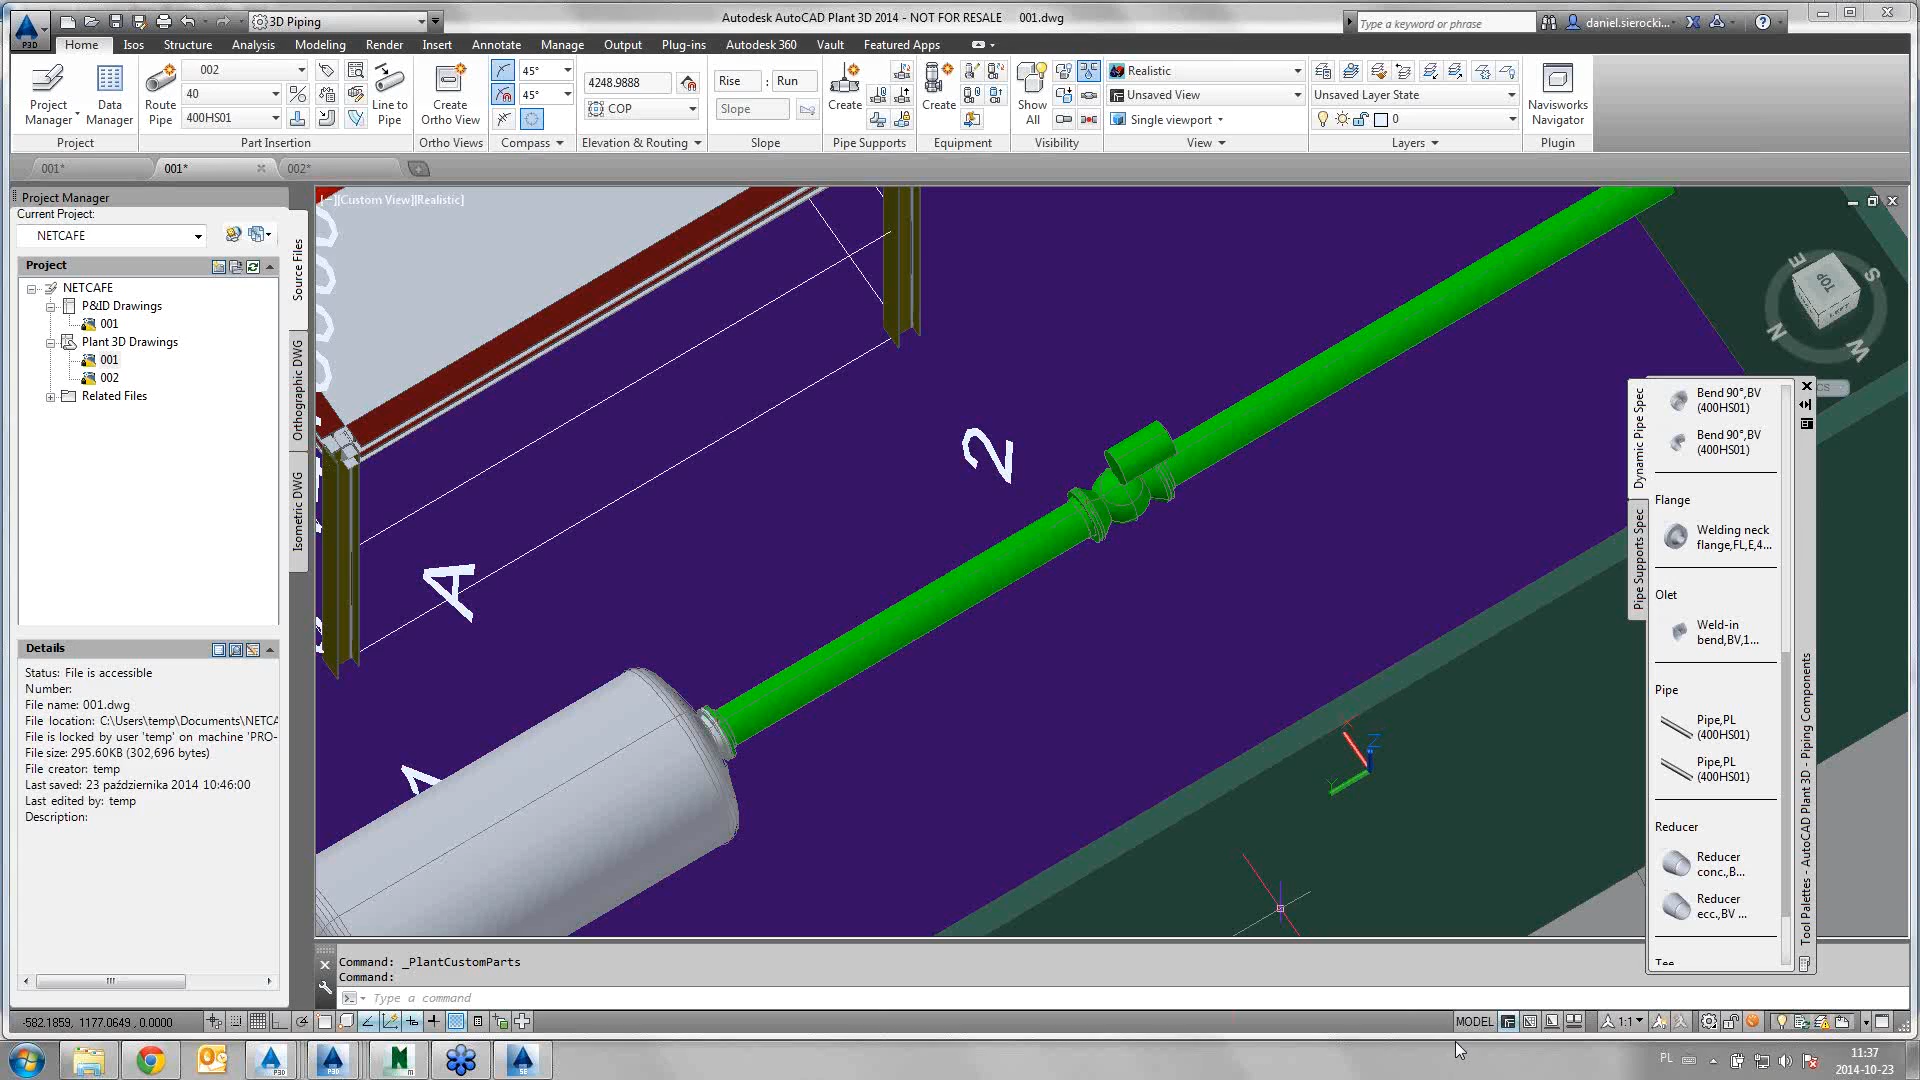 3D Piping
Autodesk AutoCAD Plant 3D 2014 - NOT FOR RESALE 001.dwg
Type a keyword or phrase
daniel.sierocki...
P3D
Home Isos Structure Analysis Modeling Render Insert Annotate Manage Output Plug-ins Autodesk 360 Vault Featured Apps
Project Manager
Data Manager
Route Pipe
002
40
400HS01
Line to Pipe
Create Ortho View
45°
45°
4248.9888
COP
Rise : Run
Slope
Create
Create
Show All
Realistic
Unsaved View
Single viewport
Unsaved Layer State
0
Navisworks Navigator
Project Part Insertion Ortho Views Compass Elevation & Routing Slope Pipe Supports Equipment Visibility View Layers Plugin
001* 001* 002*
Project Manager
Current Project:
NETCAFE
Project
NETCAFE
P&ID Drawings
001
Plant 3D Drawings
001
002
Related Files
Source Files
Orthographic DWG
Isometric DWG
Details
Status: File is accessible
Number:
File name: 001.dwg
File location: C:\Users\temp\Documents\NETCA
File is locked by user 'temp' on machine 'PRO-
File size: 295.60KB (302,696 bytes)
File creator: temp
Last saved: 23 października 2014 10:46:00
Last edited by: temp
Description:
[−][Custom View][Realistic]
2
A
TOP
LEFT
E
S
N
W
X
Y
Z
Dynamic Pipe Spec
Pipe Supports Spec
Bend 90°,BV
(400HS01)
Bend 90°,BV
(400HS01)
Flange
Welding neck
flange,FL,E,4...
Olet
Weld-in
bend,BV,1...
Pipe
Pipe,PL
(400HS01)
Pipe,PL
(400HS01)
Reducer
Reducer
conc.,B...
Reducer
ecc.,BV ...
Tee
Tool Palettes - AutoCAD Plant 3D - Piping Components
Command: _PlantCustomParts
Command:
Type a command
-582.1859, 1177.0649, 0.0000
MODEL
1:1
PL
11:37
2014-10-23